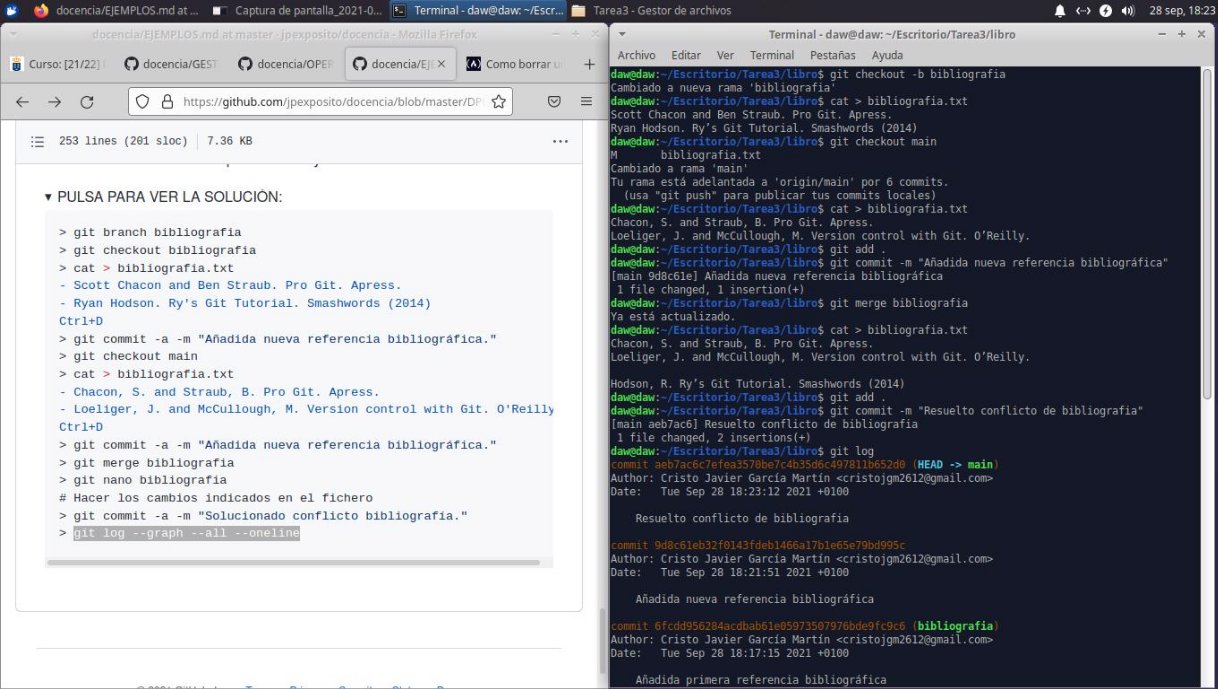 docencia/EJEMPLOS.md at ...
Captura de pantalla_2021-0...
Terminal - daw@daw: ~/Escr...
Tarea3 - Gestor de archivos
28 sep, 18:23
docencia/EJEMPLOS.md at master · jpexposito/docencia - Mozilla Firefox
Curso: [21/22]
docencia/GEST
docencia/OPER
docencia/EJE
Como borrar u
https://github.com/jpexposito/docencia/blob/master/DP
253 lines (201 sloc)
7.36 KB
PULSA PARA VER LA SOLUCIÓN:
> git branch bibliografia
> git checkout bibliografia
> cat > bibliografia.txt
- Scott Chacon and Ben Straub. Pro Git. Apress.
- Ryan Hodson. Ry's Git Tutorial. Smashwords (2014)
Ctrl+D
> git commit -a -m "Añadida nueva referencia bibliográfica."
> git checkout main
> cat > bibliografia.txt
- Chacon, S. and Straub, B. Pro Git. Apress.
- Loeliger, J. and McCullough, M. Version control with Git. O'Reilly
Ctrl+D
> git commit -a -m "Añadida nueva referencia bibliográfica."
> git merge bibliografia
> git nano bibliografia
# Hacer los cambios indicados en el fichero
> git commit -a -m "Solucionado conflicto bibliografía."
> git log --graph --all --oneline
Terminal - daw@daw: ~/Escritorio/Tarea3/libro
Archivo Editar Ver Terminal Pestañas Ayuda
daw@daw:~/Escritorio/Tarea3/libro$ git checkout -b bibliografia
Cambiado a nueva rama 'bibliografia'
daw@daw:~/Escritorio/Tarea3/libro$ cat > bibliografia.txt
Scott Chacon and Ben Straub. Pro Git. Apress.
Ryan Hodson. Ry’s Git Tutorial. Smashwords (2014)
daw@daw:~/Escritorio/Tarea3/libro$ git checkout main
M bibliografia.txt
Cambiado a rama 'main'
Tu rama está adelantada a 'origin/main' por 6 commits.
(usa "git push" para publicar tus commits locales)
daw@daw:~/Escritorio/Tarea3/libro$ cat > bibliografia.txt
Chacon, S. and Straub, B. Pro Git. Apress.
Loeliger, J. and McCullough, M. Version control with Git. O’Reilly.
daw@daw:~/Escritorio/Tarea3/libro$ git add .
daw@daw:~/Escritorio/Tarea3/libro$ git commit -m "Añadida nueva referencia bibliográfica"
[main 9d8c61e] Añadida nueva referencia bibliográfica
1 file changed, 1 insertion(+)
daw@daw:~/Escritorio/Tarea3/libro$ git merge bibliografia
Ya está actualizado.
daw@daw:~/Escritorio/Tarea3/libro$ cat > bibliografia.txt
Chacon, S. and Straub, B. Pro Git. Apress.
Loeliger, J. and McCullough, M. Version control with Git. O’Reilly.
Hodson, R. Ry’s Git Tutorial. Smashwords (2014)
daw@daw:~/Escritorio/Tarea3/libro$ git add .
daw@daw:~/Escritorio/Tarea3/libro$ git commit -m "Resuelto conflicto de bibliografia"
[main aeb7ac6] Resuelto conflicto de bibliografia
1 file changed, 2 insertions(+)
daw@daw:~/Escritorio/Tarea3/libro$ git log
commit aeb7ac6c7efea3570be7c4b35d6c497811b652d0 (HEAD -> main)
Author: Cristo Javier García Martín <cristojgm2612@gmail.com>
Date: Tue Sep 28 18:23:12 2021 +0100
Resuelto conflicto de bibliografia
commit 9d8c61eb32f0143fdeb1466a17b1e65e79bd995c
Author: Cristo Javier García Martín <cristojgm2612@gmail.com>
Date: Tue Sep 28 18:21:51 2021 +0100
Añadida nueva referencia bibliográfica
commit 6fcdd956284acdbab61e05973507976bde9fc9c6 (bibliografia)
Author: Cristo Javier García Martín <cristojgm2612@gmail.com>
Date: Tue Sep 28 18:17:15 2021 +0100
Añadida primera referencia bibliográfica